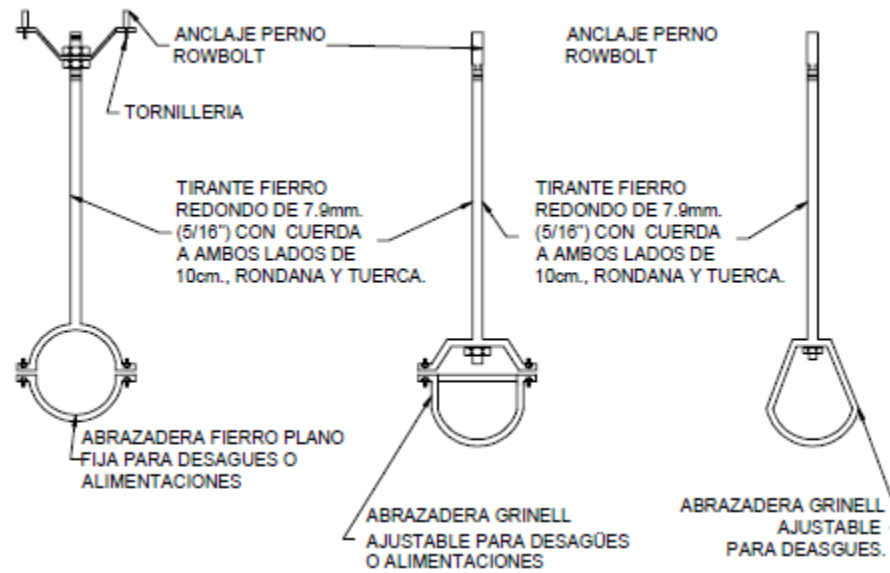 ANCLAJE PERNO
ROWBOLT
ANCLAJE PERNO
ROWBOLT
TORNILLERIA
TIRANTE FIERRO
REDONDO DE 7.9mm.
(5/16") CON CUERDA
A AMBOS LADOS DE
10cm., RONDANA Y TUERCA.
TIRANTE FIERRO
REDONDO DE 7.9mm.
(5/16") CON CUERDA
A AMBOS LADOS DE
10cm., RONDANA Y TUERCA.
ABRAZADERA FIERRO PLANO
FIJA PARA DESAGUES O
ALIMENTACIONES
ABRAZADERA GRINELL
AJUSTABLE PARA DESAGÜES
O ALIMENTACIONES
ABRAZADERA GRINELL
AJUSTABLE
PARA DEASGUES.